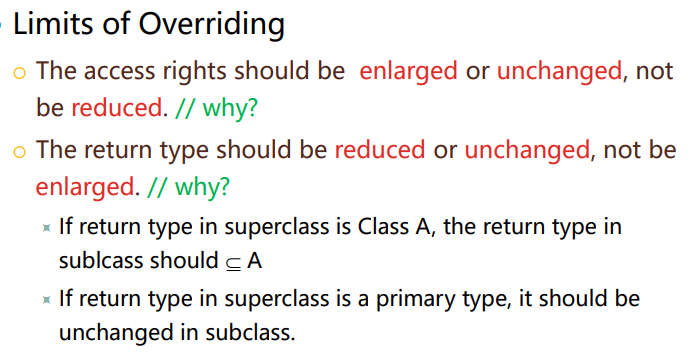 Limits of Overriding
The access rights should be enlarged or unchanged, not
be reduced. // why?
The return type should be reduced or unchanged, not be
enlarged. // why?
If return type in superclass is Class A, the return type in
sublcass should ⊆ A
If return type in superclass is a primary type, it should be
unchanged in subclass.